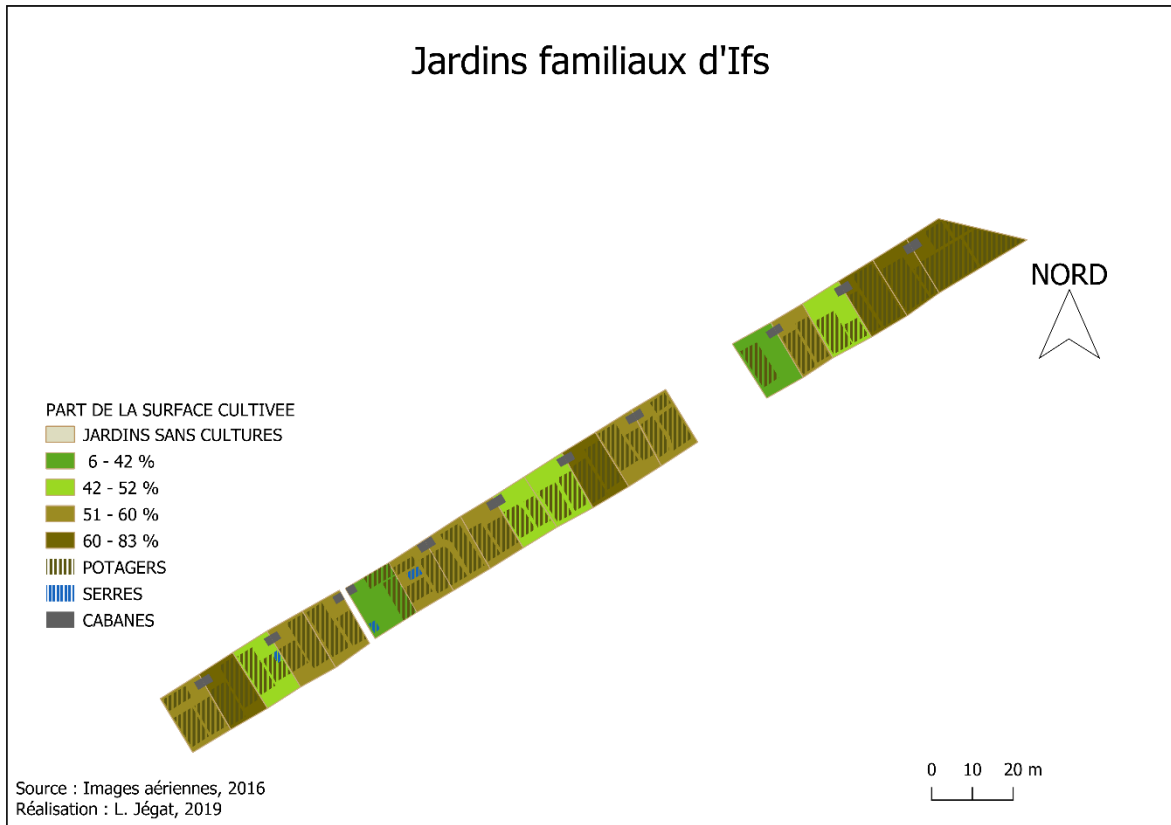 Jardins familiaux d'Ifs
NORD
PART DE LA SURFACE CULTIVEE
JARDINS SANS CULTURES
6 - 42 %
42 - 52 %
51 - 60 %
60 - 83 %
POTAGERS
SERRES
CABANES
0 10 20 m
Source : Images aériennes, 2016
Réalisation : L. Jégat, 2019